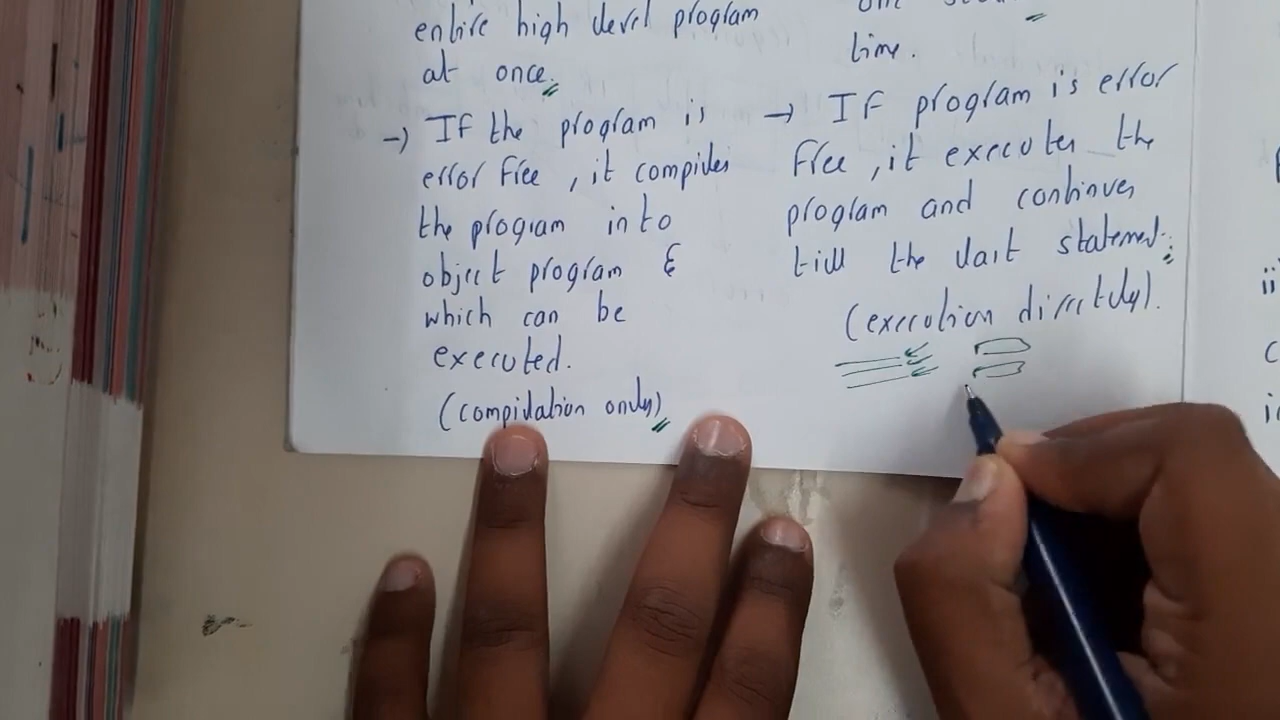 entire high level program
at once.
→ If the program is
error free, it compiles
the program into
object program &
which can be
executed.
(compilation only)
one
time.
→ If program is error
free, it executes the
program and continues
till the last statement.
(execution directly).
ii